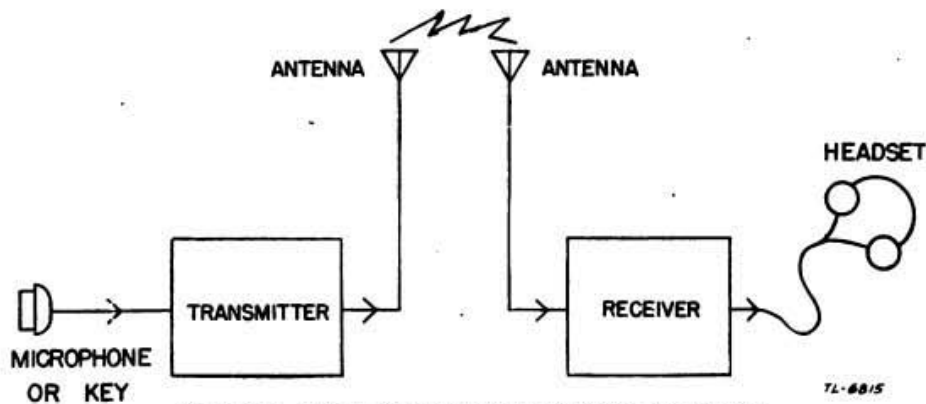 ANTENNA
ANTENNA
HEADSET
TRANSMITTER
RECEIVER
MICROPHONE
OR KEY
TL-6815